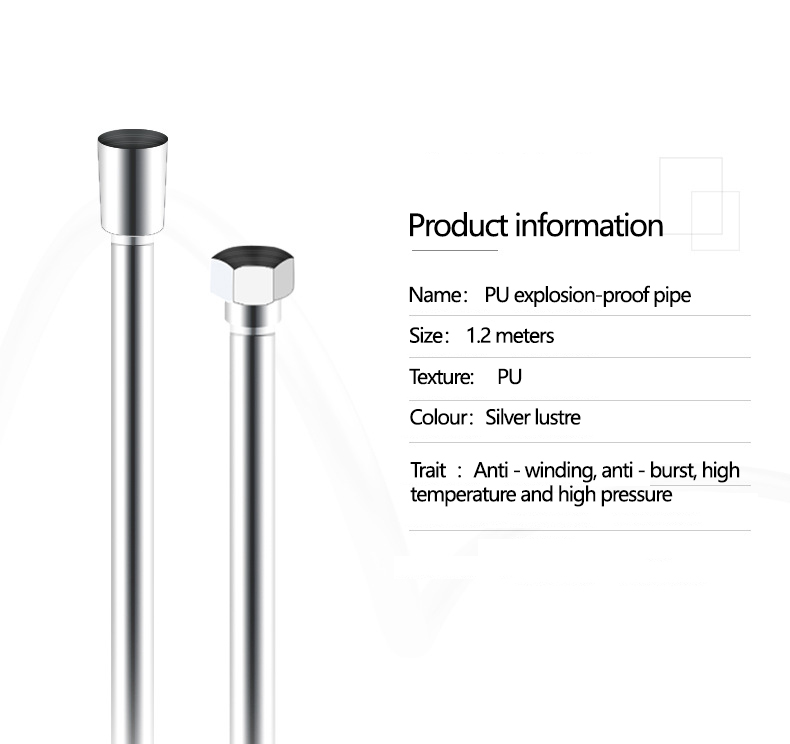 Product information
Name: PU explosion-proof pipe
Size: 1.2 meters
Texture: PU
Colour: Silver lustre
Trait : Anti - winding, anti - burst, high
temperature and high pressure